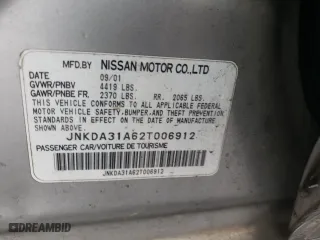 MFD.BY NISSAN MOTOR CO.,LTD
DATE 09/01
GVWR/PNBV 4419 LBS.
GAWR/PNBE FR. 2370 LBS. RR. 2065 LBS.
THIS VEHICLE CONFORMS TO ALL APPLICABLE FEDERAL
MOTOR VEHICLE SAFETY,BUMPER,AND THEFT PREVENTION
STANDARDS IN EFFECT ON THE DATE OF MANUFACTURE
SHOWN ABOVE.
JNKDA31A62T006912
PASSENGER CAR/VOITURE DE TOURISME
JNKDA31A62T006912
DREAMBID